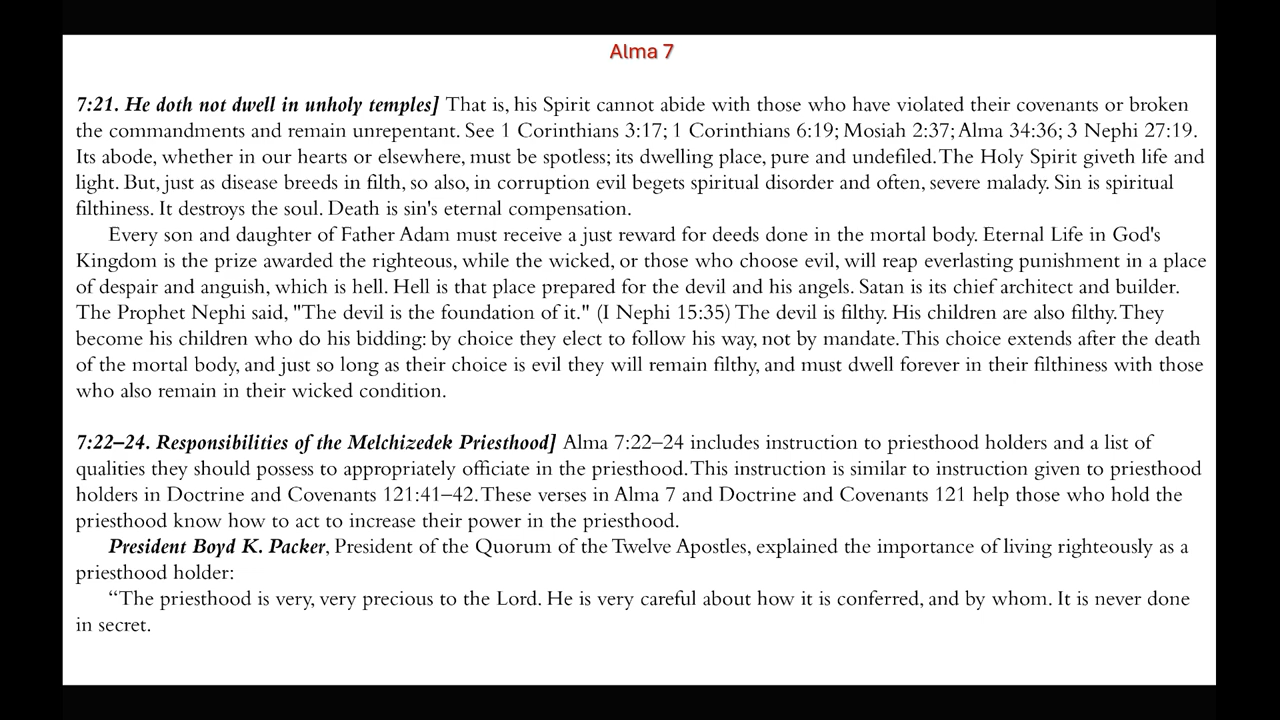 Alma 7
7:21. He doth not dwell in unholy temples] That is, his Spirit cannot abide with those who have violated their covenants or broken
the commandments and remain unrepentant. See 1 Corinthians 3:17; 1 Corinthians 6:19; Mosiah 2:37; Alma 34:36; 3 Nephi 27:19.
Its abode, whether in our hearts or elsewhere, must be spotless; its dwelling place, pure and undefiled. The Holy Spirit giveth life and
light. But, just as disease breeds in filth, so also, in corruption evil begets spiritual disorder and often, severe malady. Sin is spiritual
filthiness. It destroys the soul. Death is sin's eternal compensation.
Every son and daughter of Father Adam must receive a just reward for deeds done in the mortal body. Eternal Life in God's
Kingdom is the prize awarded the righteous, while the wicked, or those who choose evil, will reap everlasting punishment in a place
of despair and anguish, which is hell. Hell is that place prepared for the devil and his angels. Satan is its chief architect and builder.
The Prophet Nephi said, "The devil is the foundation of it." (I Nephi 15:35) The devil is filthy. His children are also filthy. They
become his children who do his bidding: by choice they elect to follow his way, not by mandate. This choice extends after the death
of the mortal body, and just so long as their choice is evil they will remain filthy, and must dwell forever in their filthiness with those
who also remain in their wicked condition.
7:22–24. Responsibilities of the Melchizedek Priesthood] Alma 7:22–24 includes instruction to priesthood holders and a list of
qualities they should possess to appropriately officiate in the priesthood. This instruction is similar to instruction given to priesthood
holders in Doctrine and Covenants 121:41–42. These verses in Alma 7 and Doctrine and Covenants 121 help those who hold the
priesthood know how to act to increase their power in the priesthood.
President Boyd K. Packer, President of the Quorum of the Twelve Apostles, explained the importance of living righteously as a
priesthood holder:
“The priesthood is very, very precious to the Lord. He is very careful about how it is conferred, and by whom. It is never done
in secret.